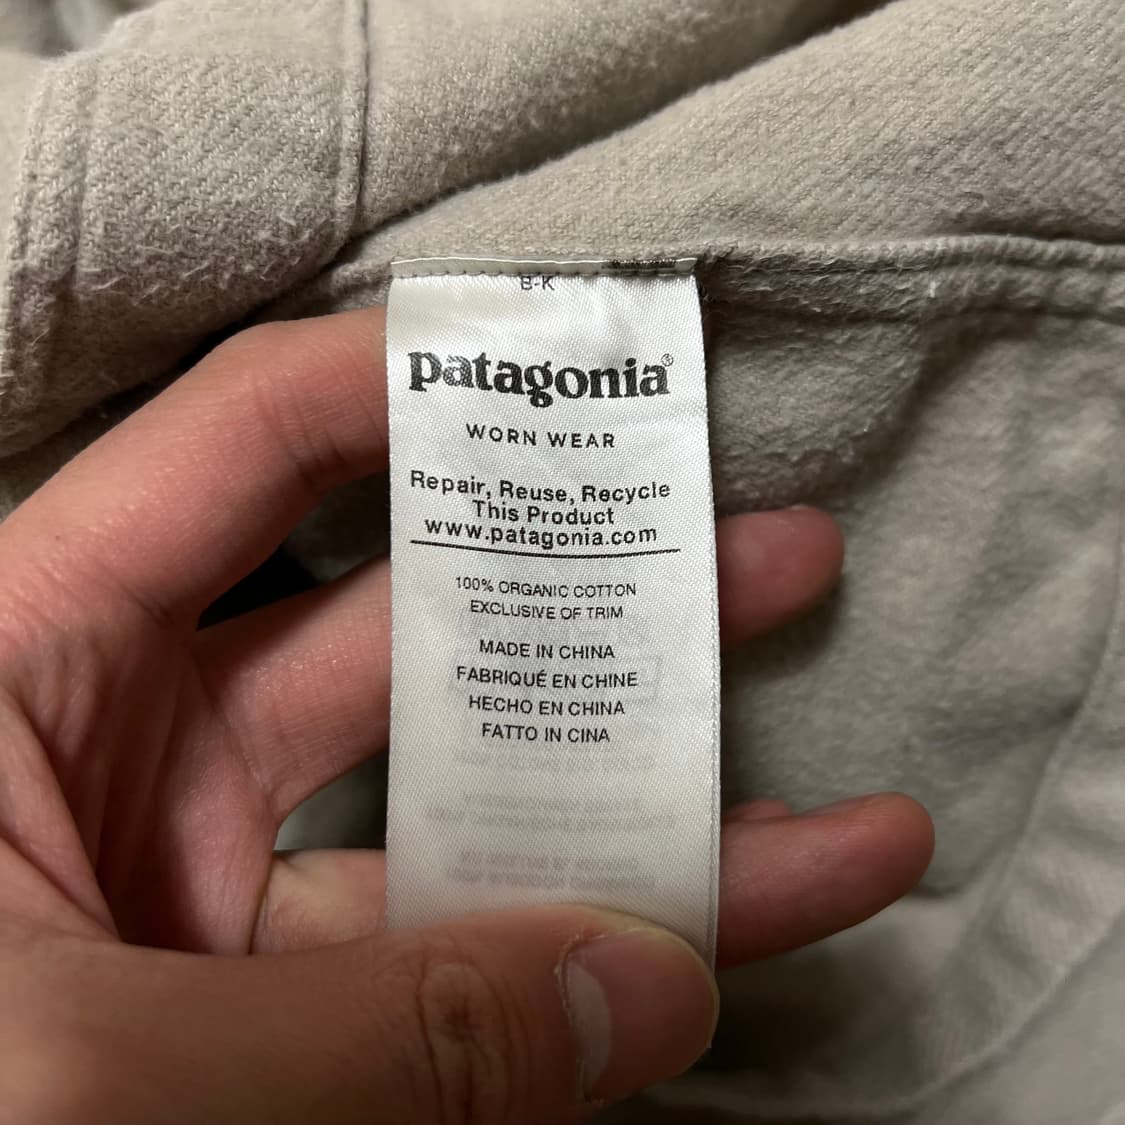 B-K
patagonia®
WORN WEAR
Repair, Reuse, Recycle
This Product
www.patagonia.com
100% ORGANIC COTTON
EXCLUSIVE OF TRIM
MADE IN CHINA
FABRIQUÉ EN CHINE
HECHO EN CHINA
FATTO IN CINA